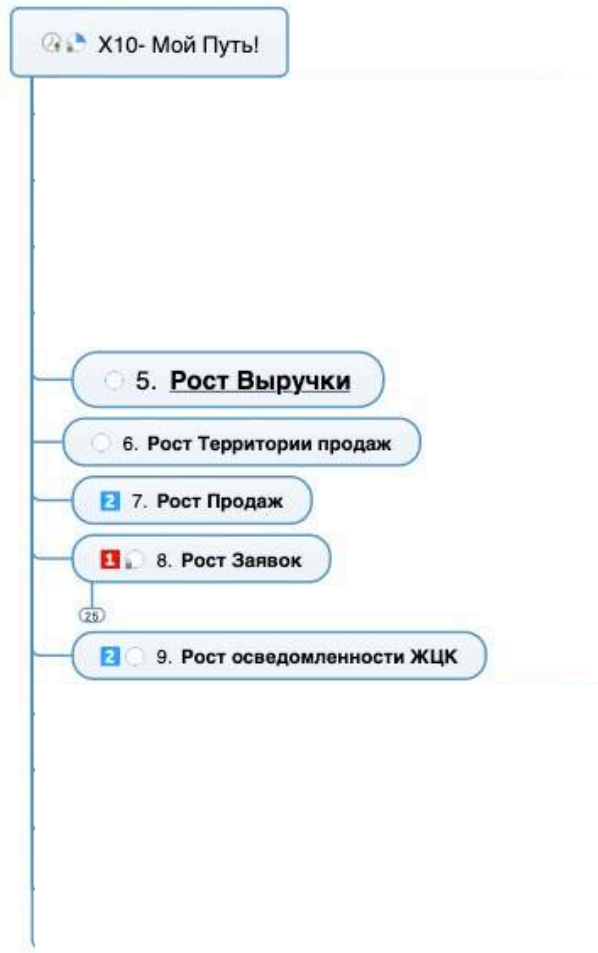 X10- Мой Путь!
5. Рост Выручки
6. Рост Территории продаж
2 7. Рост Продаж
1 8. Рост Заявок
25
2 9. Рост осведомленности ЖЦК